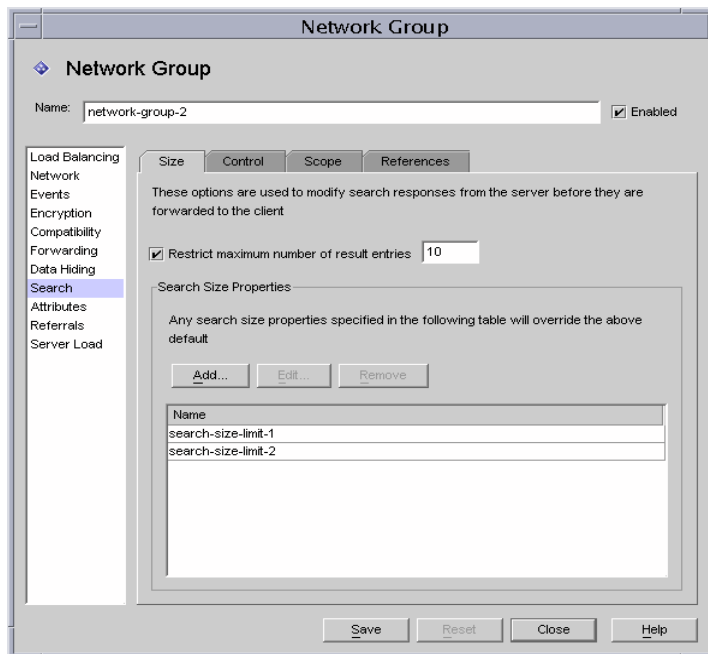 Network Group
Network Group
Name: network-group-2 Enabled
Load Balancing
Network
Events
Encryption
Compatibility
Forwarding
Data Hiding
Search
Attributes
Referrals
Server Load
Size Control Scope References
These options are used to modify search responses from the server before they are
forwarded to the client
Restrict maximum number of result entries 10
Search Size Properties
Any search size properties specified in the following table will override the above
default
Add... Edit... Remove
Name
search-size-limit-1
search-size-limit-2
Save Reset Close Help